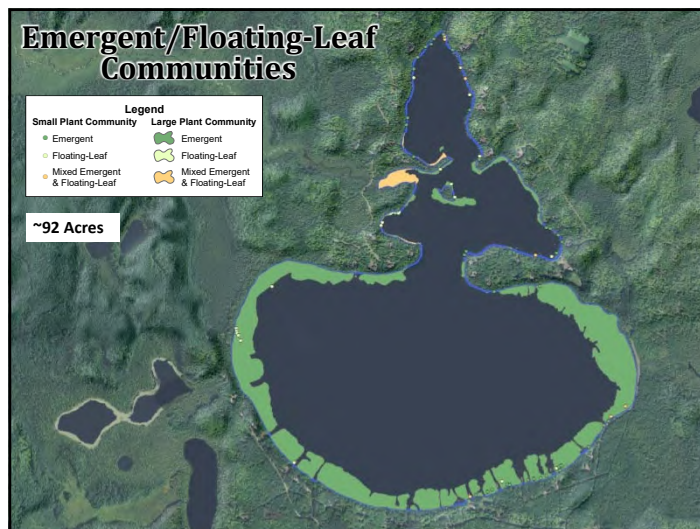 Emergent/Floating-Leaf
Communities
Legend
Small Plant Community
Large Plant Community
Emergent
Emergent
Floating-Leaf
Floating-Leaf
Mixed Emergent
& Floating-Leaf
Mixed Emergent
& Floating-Leaf
~92 Acres